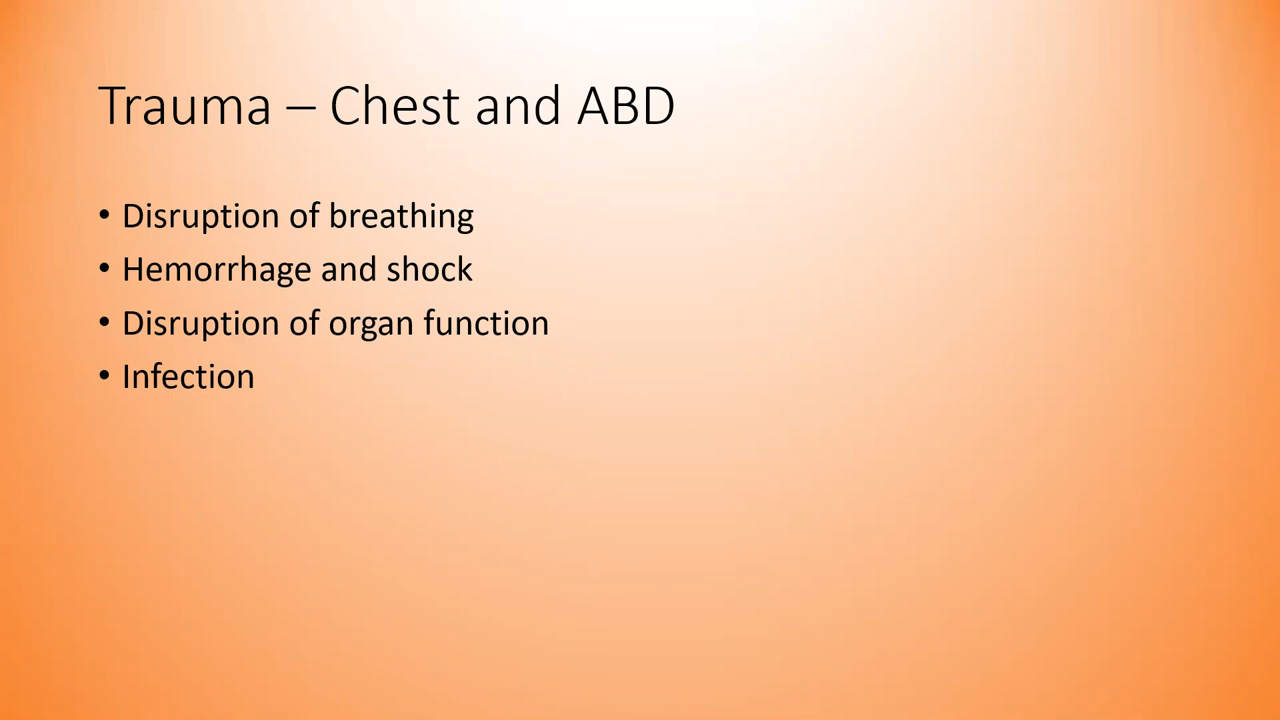 Trauma – Chest and ABD
• Disruption of breathing
• Hemorrhage and shock
• Disruption of organ function
• Infection